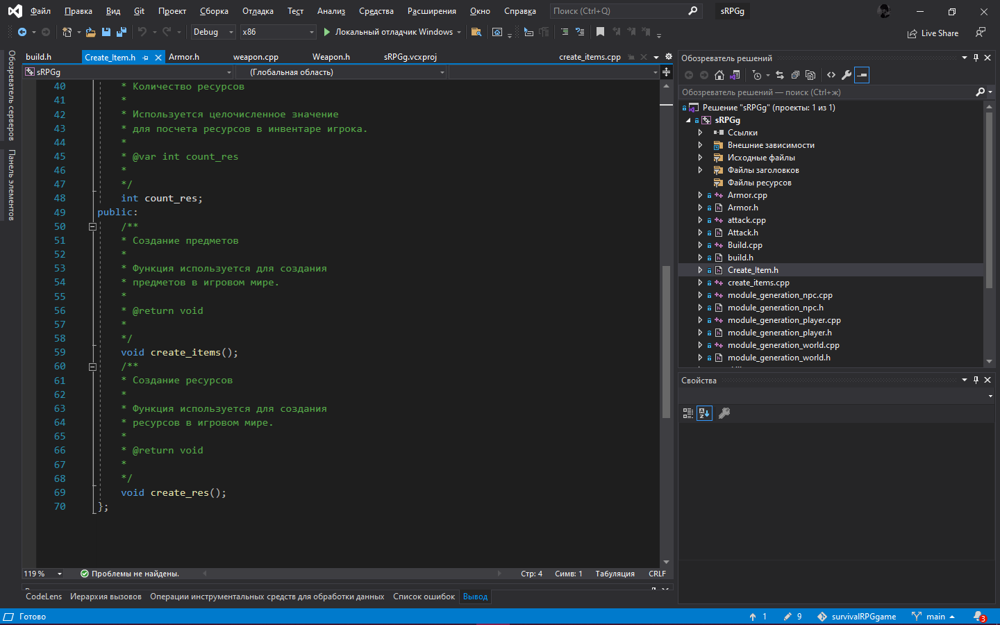 Файл Правка Вид Git Проект Сборка Отладка Тест Анализ Средства Расширения Окно Справка Поиск (Ctrl+Q) sRPGg
Debug x86 Локальный отладчик Windows Live Share
Обозреватель серверов
Панель элементов
build.h Create_Item.h Armor.h weapon.cpp Weapon.h sRPGg.vcxproj create_items.cpp
sRPGg (Глобальная область)
40 * Количество ресурсов
41 *
42 * Используется целочисленное значение
43 * для посчета ресурсов в инвентаре игрока.
44 *
45 * @var int count_res
46 *
47 */
48 int count_res;
49 public:
50 /**
51 * Создание предметов
52 *
53 * Функция используется для создания
54 * предметов в игровом мире.
55 *
56 * @return void
57 *
58 */
59 void create_items();
60 /**
61 * Создание ресурсов
62 *
63 * Функция используется для создания
64 * ресурсов в игровом мире.
65 *
66 * @return void
67 *
68 */
69 void create_res();
70 };
119 % Проблемы не найдены. Стр: 4 Симв: 1 Табуляция CRLF
CodeLens Иерархия вызовов Операции инструментальных средств для обработки данных Список ошибок Вывод
Обозреватель решений
Обозреватель решений — поиск (Ctrl+ж)
Решение "sRPGg" (проекты: 1 из 1)
sRPGg
Ссылки
Внешние зависимости
Исходные файлы
Файлы заголовков
Файлы ресурсов
Armor.cpp
Armor.h
attack.cpp
Attack.h
Build.cpp
build.h
Create_Item.h
create_items.cpp
module_generation_npc.cpp
module_generation_npc.h
module_generation_player.cpp
module_generation_player.h
module_generation_world.cpp
module_generation_world.h
Свойства
Готово 1 9 survivalRPGgame main 3